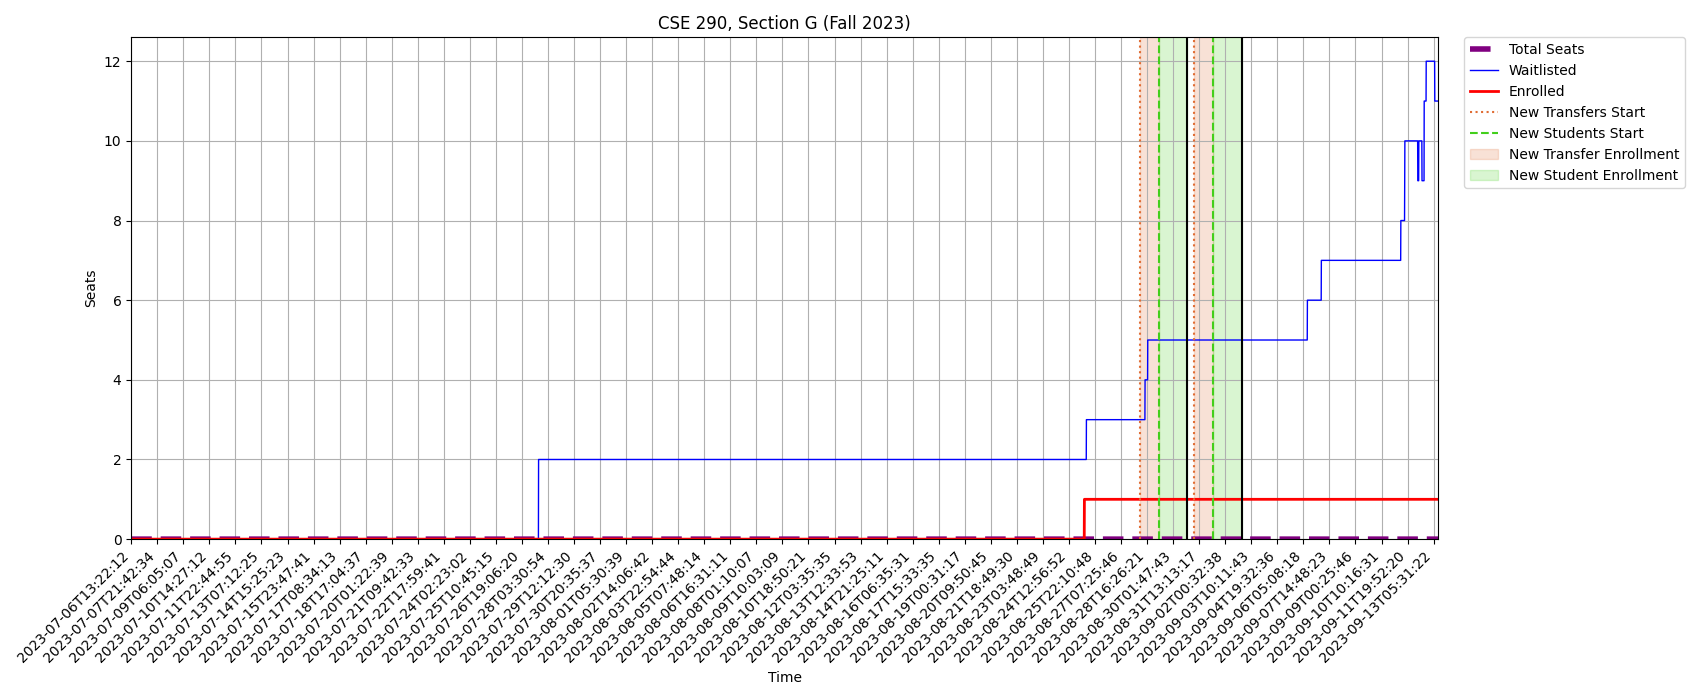 CSE 290, Section G (Fall 2023)
Total Seats
Waitlisted
Enrolled
New Transfers Start
New Students Start
New Transfer Enrollment
New Student Enrollment
Seats
12
10
8
6
4
2
0
2023-07-06T13:22:12
2023-07-07T21:42:34
2023-07-09T06:05:07
2023-07-10T14:27:12
2023-07-11T22:44:55
2023-07-13T07:12:25
2023-07-14T15:25:23
2023-07-15T23:47:41
2023-07-17T08:34:13
2023-07-18T17:04:37
2023-07-20T01:22:39
2023-07-21T09:42:33
2023-07-22T17:59:41
2023-07-24T02:23:02
2023-07-25T10:45:15
2023-07-26T19:06:20
2023-07-28T03:30:54
2023-07-29T12:12:30
2023-07-30T20:35:37
2023-08-01T05:30:39
2023-08-02T14:06:42
2023-08-03T22:54:44
2023-08-05T07:48:14
2023-08-06T16:31:11
2023-08-08T01:10:07
2023-08-09T10:03:09
2023-08-10T18:50:21
2023-08-12T03:35:35
2023-08-13T12:33:53
2023-08-14T21:25:11
2023-08-16T06:35:31
2023-08-17T15:33:35
2023-08-19T00:31:17
2023-08-20T09:50:45
2023-08-21T18:49:30
2023-08-23T03:48:49
2023-08-24T12:56:52
2023-08-25T22:10:48
2023-08-27T07:25:46
2023-08-28T16:26:21
2023-08-30T01:47:43
2023-08-31T13:13:17
2023-09-02T00:32:38
2023-09-03T10:11:43
2023-09-04T19:32:36
2023-09-06T05:08:18
2023-09-07T14:48:23
2023-09-09T00:25:46
2023-09-10T10:16:31
2023-09-11T19:52:20
2023-09-13T05:31:22
Time